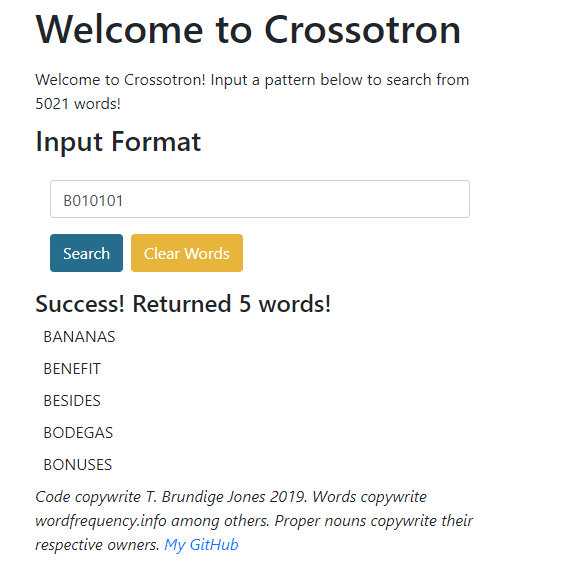 Welcome to Crossotron
Welcome to Crossotron! Input a pattern below to search from
5021 words!
Input Format
B010101
Search Clear Words
Success! Returned 5 words!
BANANAS
BENEFIT
BESIDES
BODEGAS
BONUSES
Code copywrite T. Brundige Jones 2019. Words copywrite
wordfrequency.info among others. Proper nouns copywrite their
respective owners. My GitHub